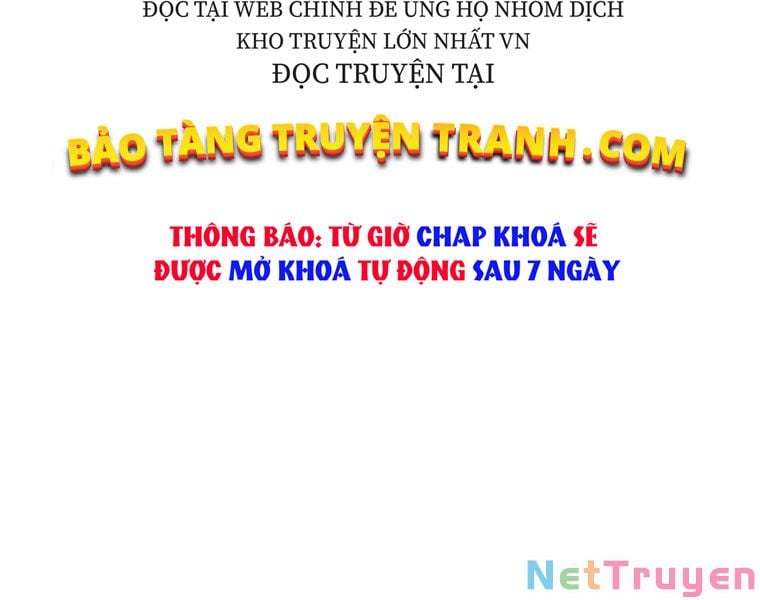 ĐỌC TẠI WEB CHÍNH ĐỂ ỦNG HỘ NHÓM DỊCH
KHO TRUYỆN LỚN NHẤT VN
ĐỌC TRUYỆN TẠI
BẢO TÀNG TRUYỆN TRANH.COM
THÔNG BÁO: TỪ GIỜ CHAP KHOÁ SẼ
ĐƯỢC MỞ KHOÁ TỰ ĐỘNG SAU 7 NGÀY
NetTruyen